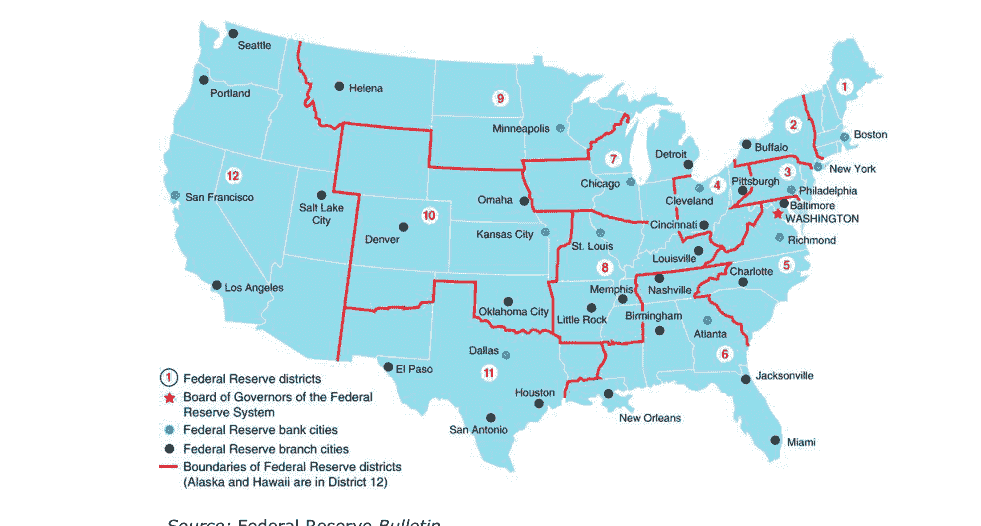 Seattle
Portland
Helena
9
Minneapolis
1
2
Boston
Buffalo
New York
Detroit
7
Chicago
4
Cleveland
Pittsburgh
3
Philadelphia
Baltimore
WASHINGTON
12
San Francisco
Salt Lake
City
10
Denver
Omaha
Kansas City
St. Louis
Cincinnati
Louisville
Richmond
8
5
Charlotte
Nashville
Memphis
Los Angeles
Oklahoma City
Little Rock
Birmingham
Atlanta
6
Dallas
11
El Paso
Houston
San Antonio
New Orleans
Jacksonville
Miami
1 Federal Reserve districts
Board of Governors of the Federal
Reserve System
Federal Reserve bank cities
Federal Reserve branch cities
Boundaries of Federal Reserve districts
(Alaska and Hawaii are in District 12)
Source: Federal Reserve Bulletin